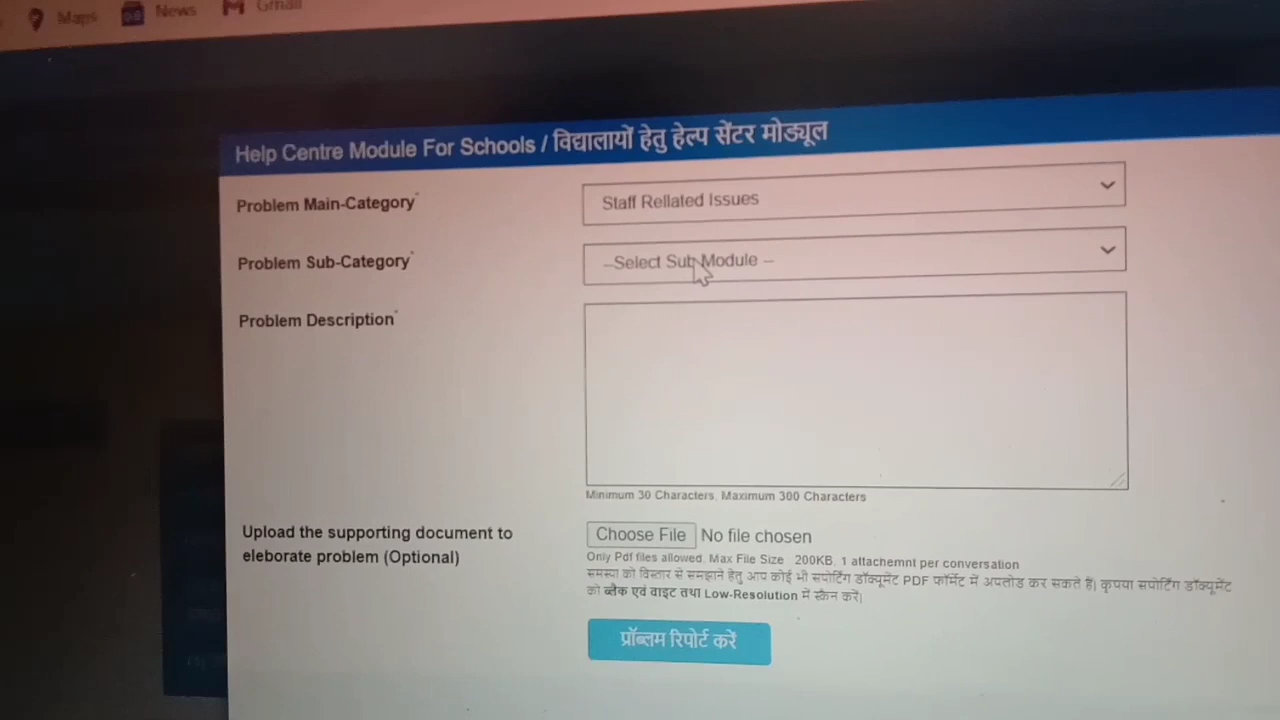 Maps News Gmail
Help Centre Module For Schools / विद्यालायों हेतु हेल्प सेंटर मोड्यूल
Problem Main-Category*
Staff Rellated Issues
Problem Sub-Category*
--Select Sub Module --
Problem Description*
Minimum 30 Characters, Maximum 300 Characters
Upload the supporting document to
eleborate problem (Optional)
Choose File No file chosen
Only Pdf files allowed, Max File Size 200KB, 1 attachemnt per conversation
समस्या को विस्तार से समझाने हेतु आप कोई भी सपोर्टिंग डॉक्यूमेंट PDF फॉर्मेट में अपलोड कर सकते हैं| कृपया सपोर्टिंग डॉक्यूमेंट
को ब्लैक एवं वाइट तथा Low-Resolution में स्कैन करें|
प्रॉब्लम रिपोर्ट करें